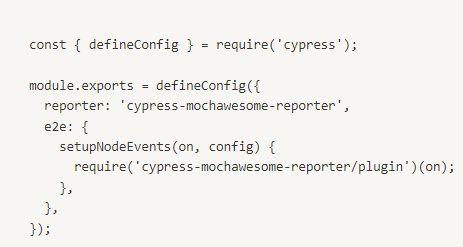 const { defineConfig } = require('cypress');
module.exports = defineConfig({
  reporter: 'cypress-mochawesome-reporter',
  e2e: {
    setupNodeEvents(on, config) {
      require('cypress-mochawesome-reporter/plugin')(on);
    },
  },
});